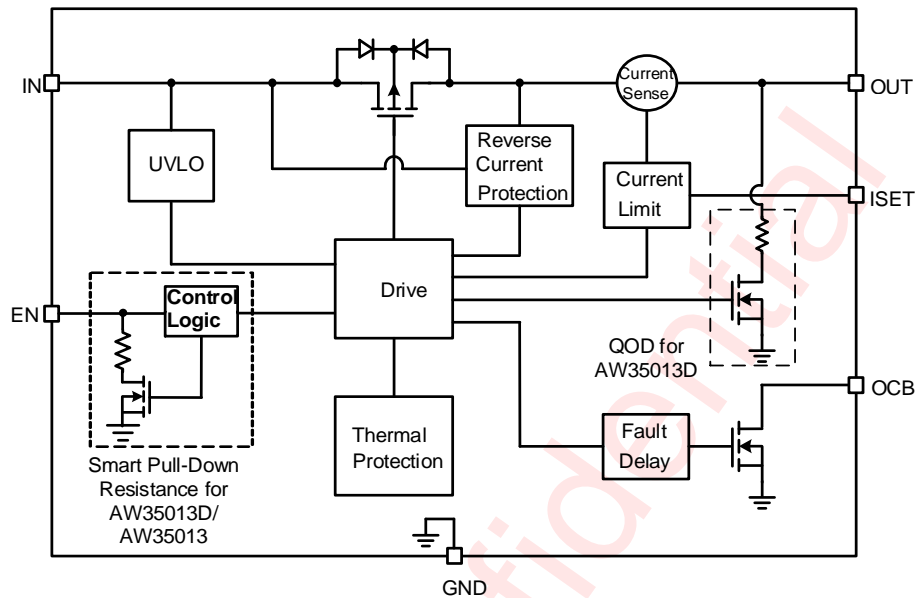 IN
Current
Sense
OUT
UVLO
Reverse
Current
Protection
Current
Limit
ISET
EN
Control
Logic
Drive
QOD for
AW35013D
OCB
Thermal
Protection
Fault
Delay
Smart Pull-Down
Resistance for
AW35013D/
AW35013
GND
fidential